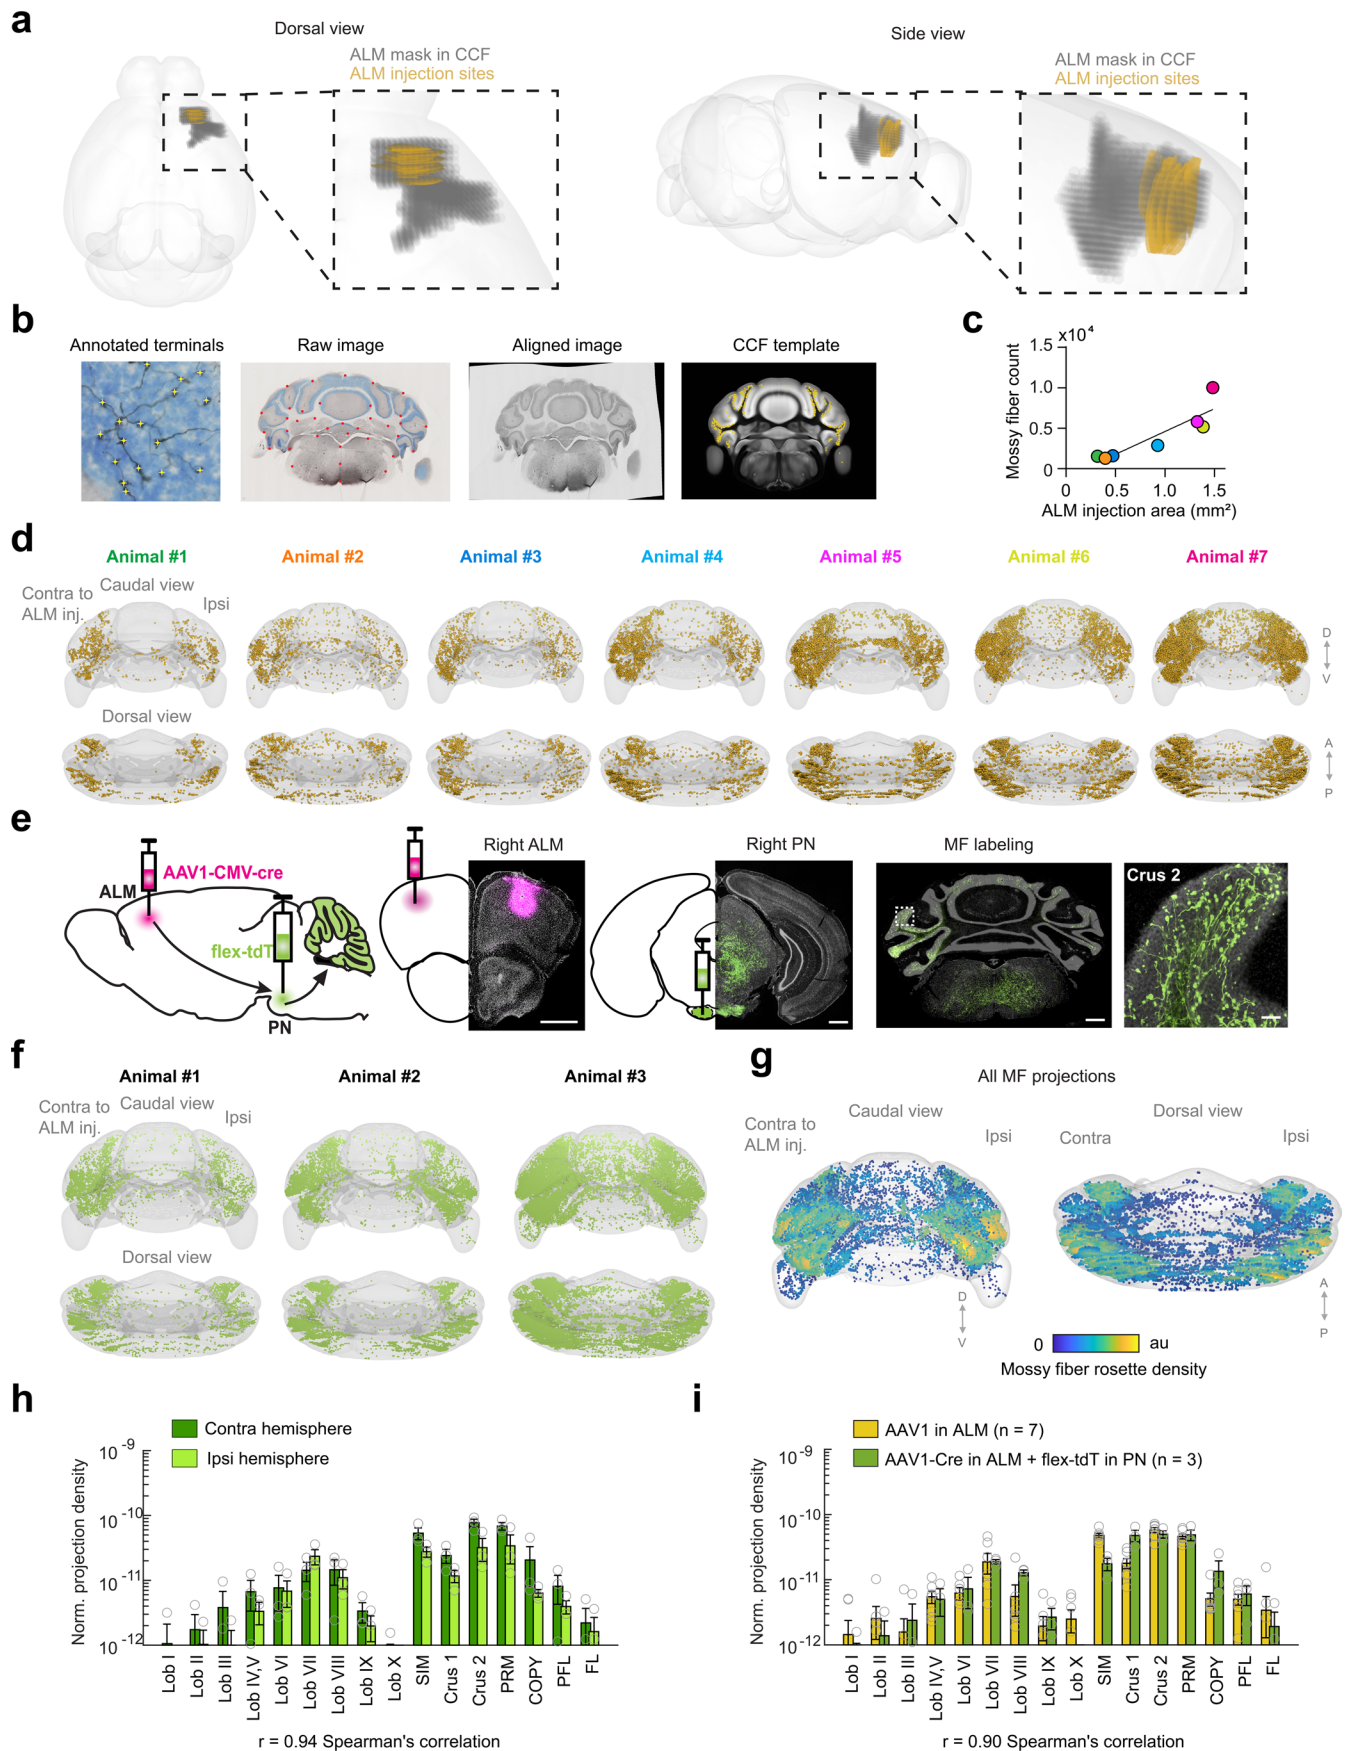 a
Dorsal view
ALM mask in CCF
ALM injection sites
Side view
ALM mask in CCF
ALM injection sites
b
Annotated terminals
Raw image
Aligned image
CCF template
c
x10⁴
1.5
1.0
0.5
0
Mossy fiber count
0 0.5 1.0 1.5
ALM injection area (mm²)
d
Animal #1 Animal #2 Animal #3 Animal #4 Animal #5 Animal #6 Animal #7
Contra to
ALM inj.
Caudal view
Ipsi
D
V
Dorsal view
A
P
e
AAV1-CMV-cre
ALM
flex-tdT
PN
Right ALM
Right PN
MF labeling
Crus 2
f
Animal #1 Animal #2 Animal #3
Contra to
ALM inj.
Caudal view
Ipsi
Dorsal view
g
All MF projections
Caudal view
Contra to
ALM inj.
Ipsi
Dorsal view
Contra
Ipsi
D
V
A
P
0 au
Mossy fiber rosette density
h
Contra hemisphere
Ipsi hemisphere
Norm. projection density
10⁻⁹
10⁻¹⁰
10⁻¹¹
10⁻¹²
Lob I
Lob II
Lob III
Lob IV,V
Lob VI
Lob VII
Lob VIII
Lob IX
Lob X
SIM
Crus 1
Crus 2
PRM
COPY
PFL
FL
r = 0.94 Spearman's correlation
i
AAV1 in ALM (n = 7)
AAV1-Cre in ALM + flex-tdT in PN (n = 3)
Norm. projection density
10⁻⁹
10⁻¹⁰
10⁻¹¹
10⁻¹²
Lob I
Lob II
Lob III
Lob IV,V
Lob VI
Lob VII
Lob VIII
Lob IX
Lob X
SIM
Crus 1
Crus 2
PRM
COPY
PFL
FL
r = 0.90 Spearman's correlation